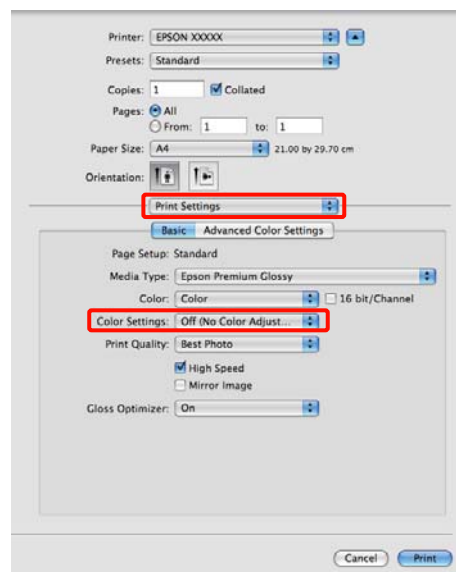 Printer: EPSON XXXXX
Presets: Standard
Copies: 1 Collated
Pages: All
From: 1 to: 1
Paper Size: A4 21.00 by 29.70 cm
Orientation:
Print Settings
Basic Advanced Color Settings
Page Setup: Standard
Media Type: Epson Premium Glossy
Color: Color 16 bit/Channel
Color Settings: Off (No Color Adjust...
Print Quality: Best Photo
High Speed
Mirror Image
Gloss Optimizer: On
Cancel Print